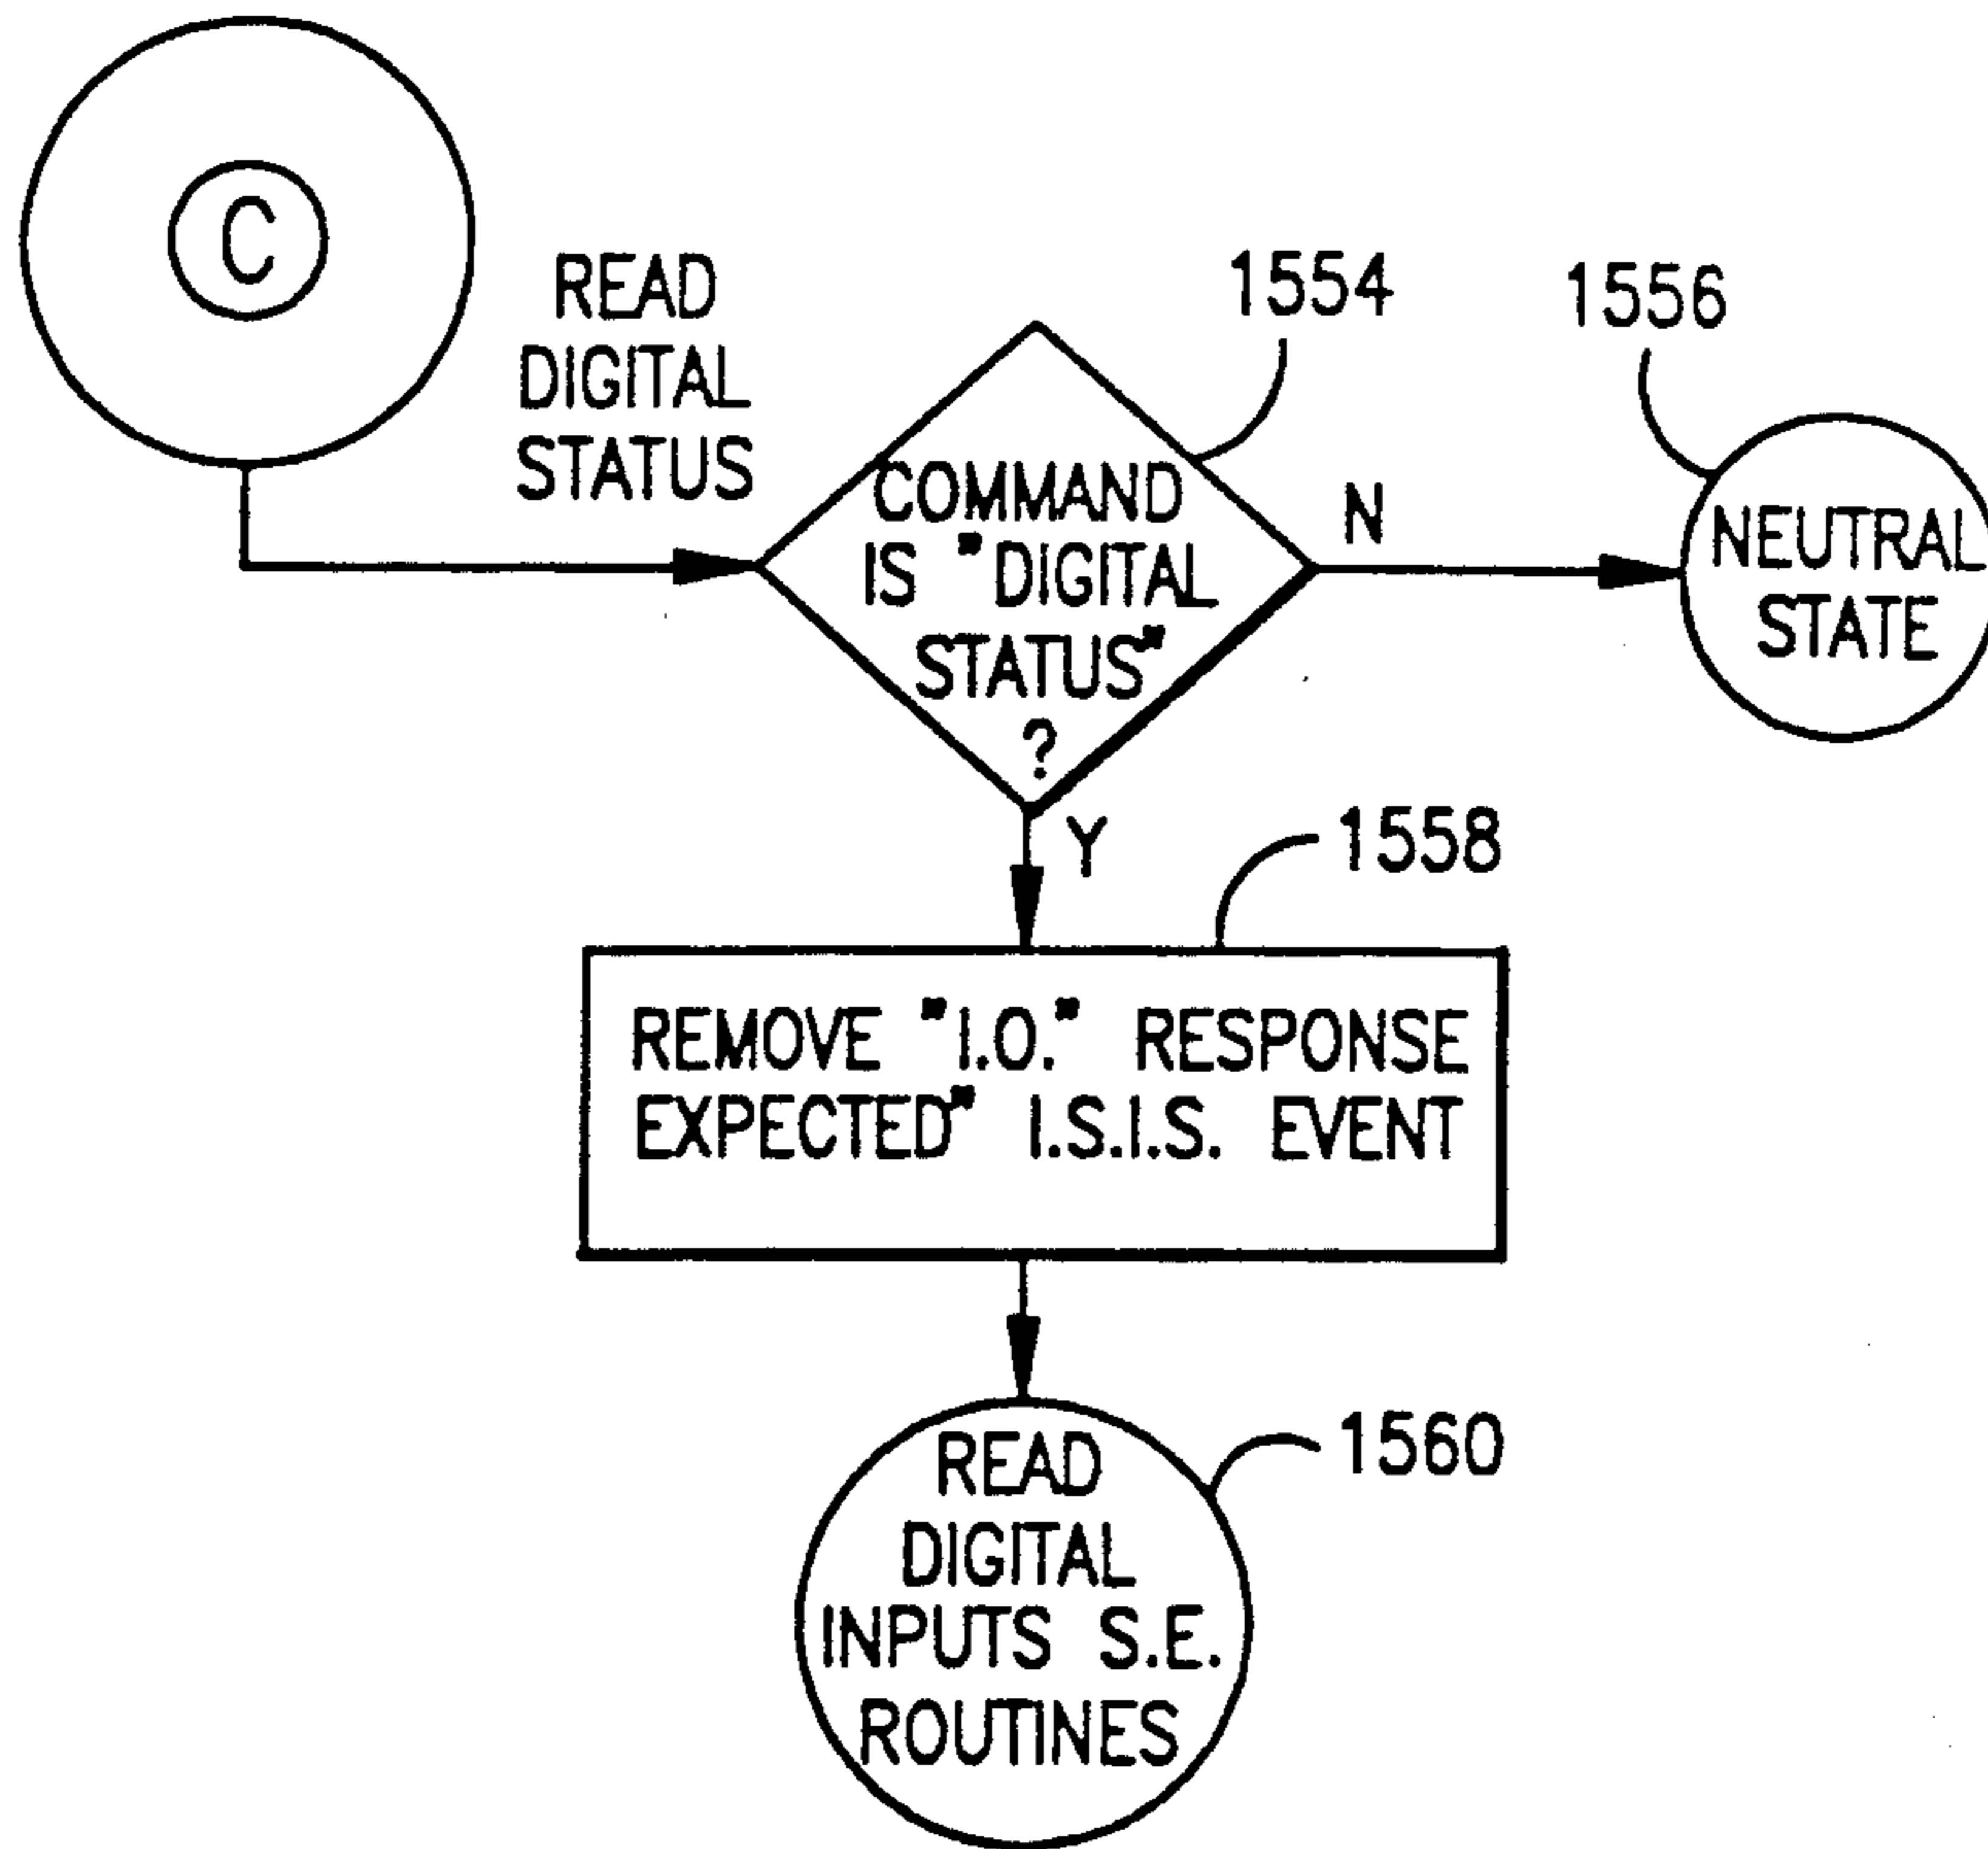 C
READ
DIGITAL
STATUS
1554
COMMAND
IS "DIGITAL
STATUS"
?
N
1556
NEUTRAL
STATE
Y
1558
REMOVE "I.O." RESPONSE
EXPECTED" I.S.I.S. EVENT
1560
READ
DIGITAL
INPUTS S.E.
ROUTINES